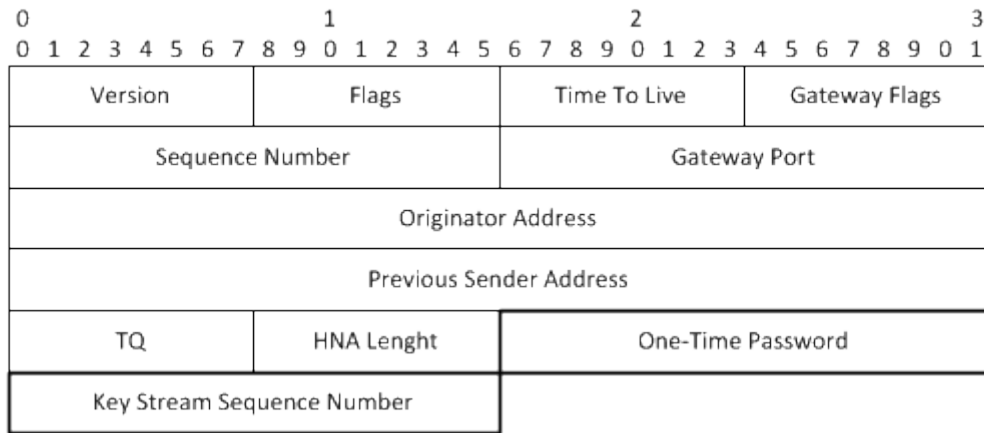 0 1 2 3
0 1 2 3 4 5 6 7 8 9 0 1 2 3 4 5 6 7 8 9 0 1 2 3 4 5 6 7 8 9 0 1
Version Flags Time To Live Gateway Flags
Sequence Number Gateway Port
Originator Address
Previous Sender Address
TQ HNA Lenght One-Time Password
Key Stream Sequence Number